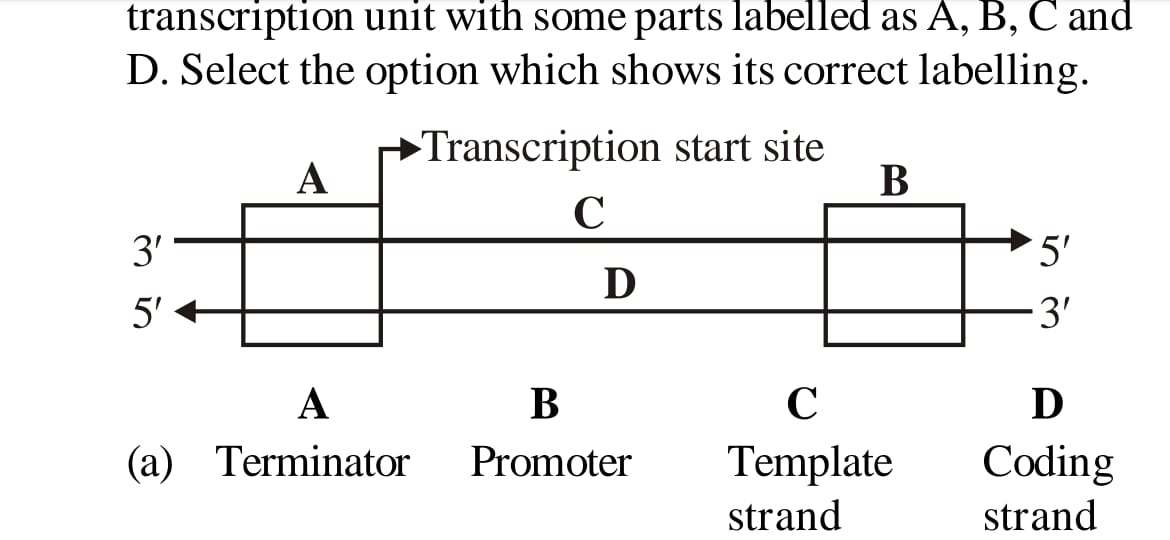 transcription unit with some parts labelled as A, B, C and
D. Select the option which shows its correct labelling.
Transcription start site
A
B
C
3′
5′
D
5′
3′
A B C D
(a) Terminator Promoter Template Coding
strand strand